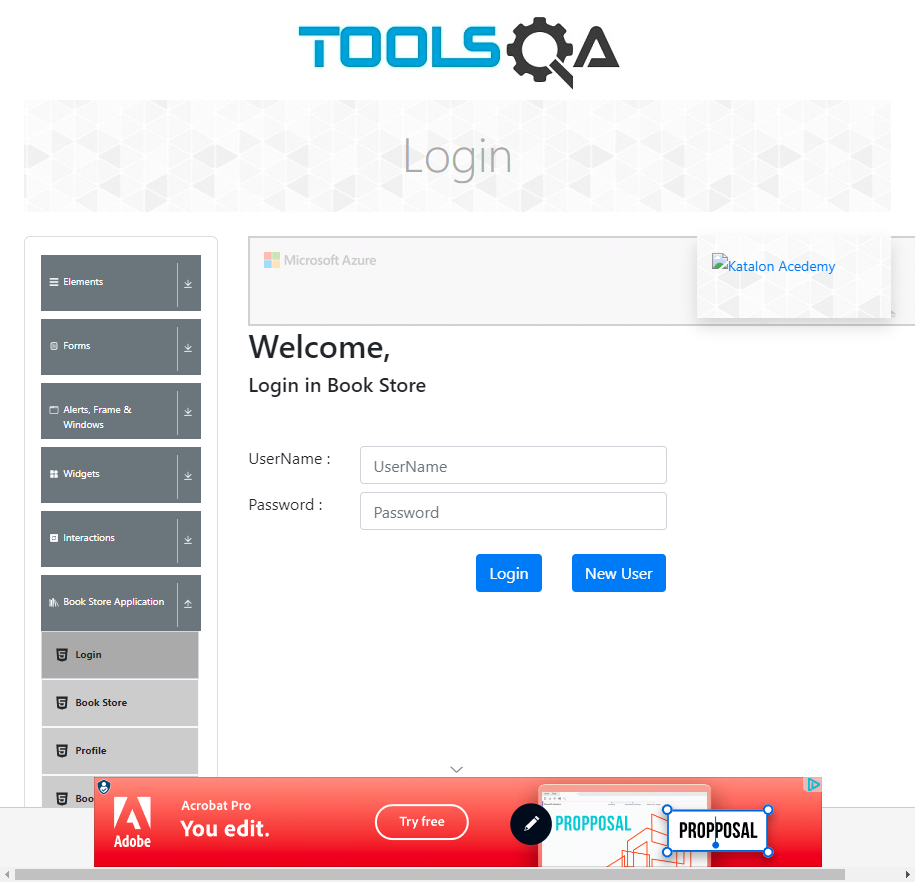 TOOLSQA
Login
Elements
Forms
Alerts, Frame &
Windows
Widgets
Interactions
Book Store Application
Login
Book Store
Profile
Boo
Microsoft Azure
Katalon Acedemy
Welcome,
Login in Book Store
UserName :
UserName
Password :
Password
Login
New User
Adobe
Acrobat Pro
You edit.
Try free
PROPPOSAL
PROPPOSAL